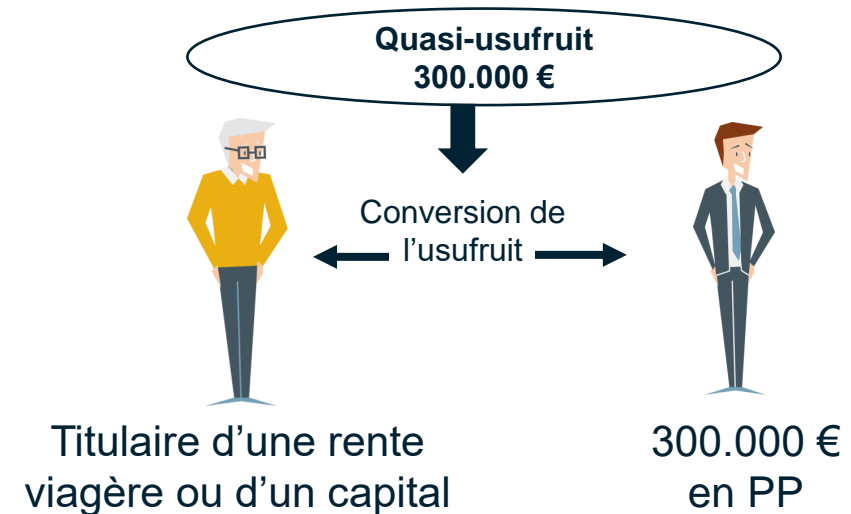 Quasi-usufruit
300.000 €
Conversion de
l’usufruit
Titulaire d’une rente
viagère ou d’un capital
300.000 €
en PP